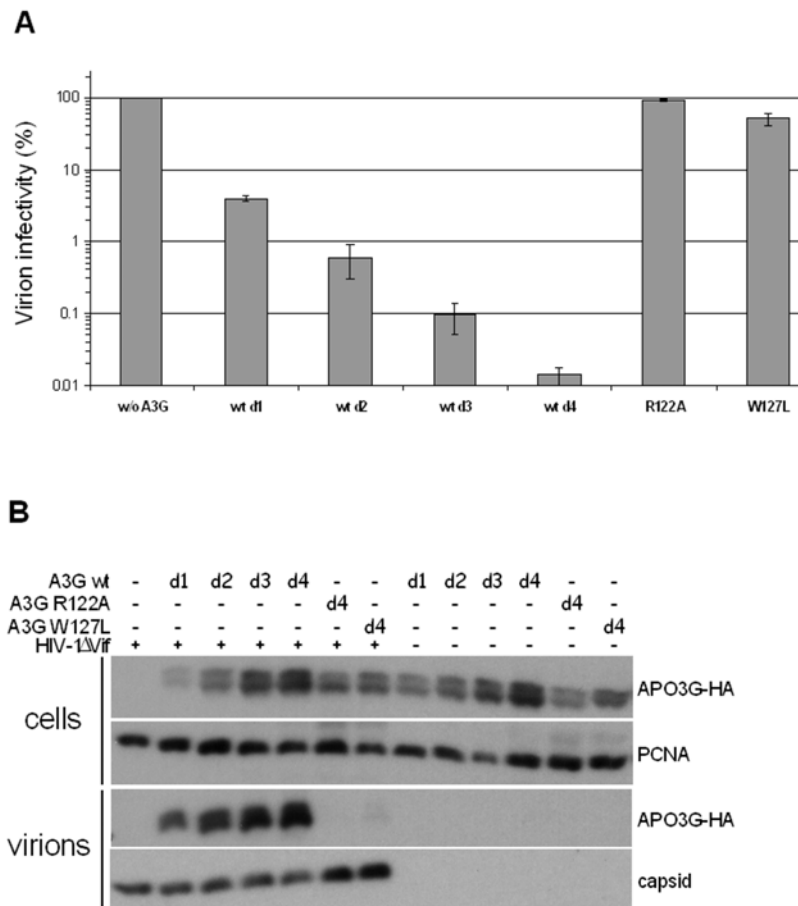 A
Virion infectivity (%)
100
10
1
0.1
0.01
w/o A3G wt d1 wt d2 wt d3 wt d4 R122A W127L
B
A3G wt - d1 d2 d3 d4 - - d1 d2 d3 d4 - -
A3G R122A - - - - - d4 - - - - - d4 -
A3G W127L - - - - - - d4 - - - - - d4
HIV-1ΔVif + + + + + + + - - - - - -
cells
APO3G-HA
PCNA
virions
APO3G-HA
capsid